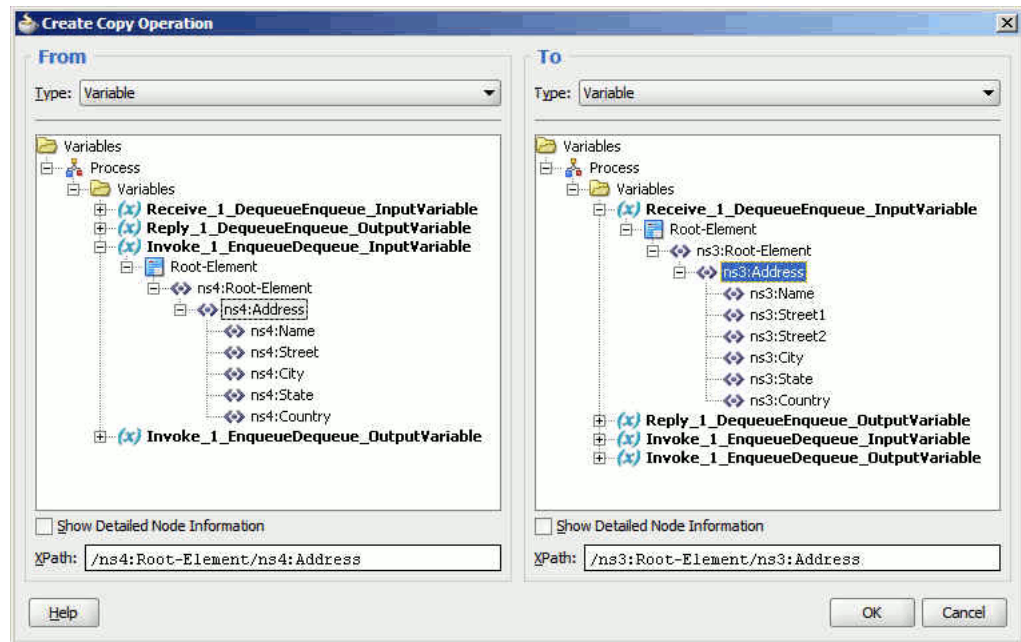 Create Copy Operation
From
Type: Variable
Variables
Process
Variables
Receive_1_DequeueEnqueue_InputVariable
Reply_1_DequeueEnqueue_OutputVariable
Invoke_1_EnqueueDequeue_InputVariable
Root-Element
ns4:Root-Element
ns4:Address
ns4:Name
ns4:Street
ns4:City
ns4:State
ns4:Country
Invoke_1_EnqueueDequeue_OutputVariable
Show Detailed Node Information
XPath: /ns4:Root-Element/ns4:Address
To
Type: Variable
Variables
Process
Variables
Receive_1_DequeueEnqueue_InputVariable
Root-Element
ns3:Root-Element
ns3:Address
ns3:Name
ns3:Street1
ns3:Street2
ns3:City
ns3:State
ns3:Country
Reply_1_DequeueEnqueue_OutputVariable
Invoke_1_EnqueueDequeue_InputVariable
Invoke_1_EnqueueDequeue_OutputVariable
Show Detailed Node Information
XPath: /ns3:Root-Element/ns3:Address
Help
OK
Cancel